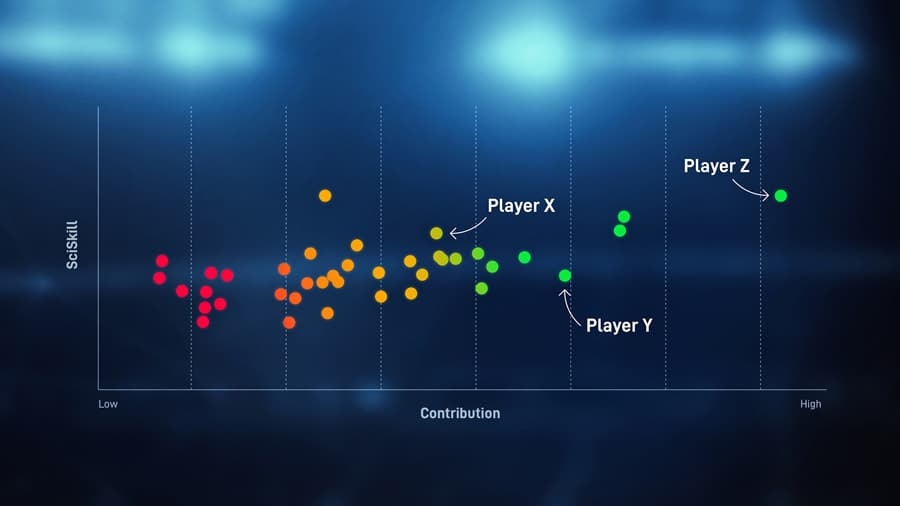 Player Z
Player X
SciSkill
Player Y
Low
High
Contribution